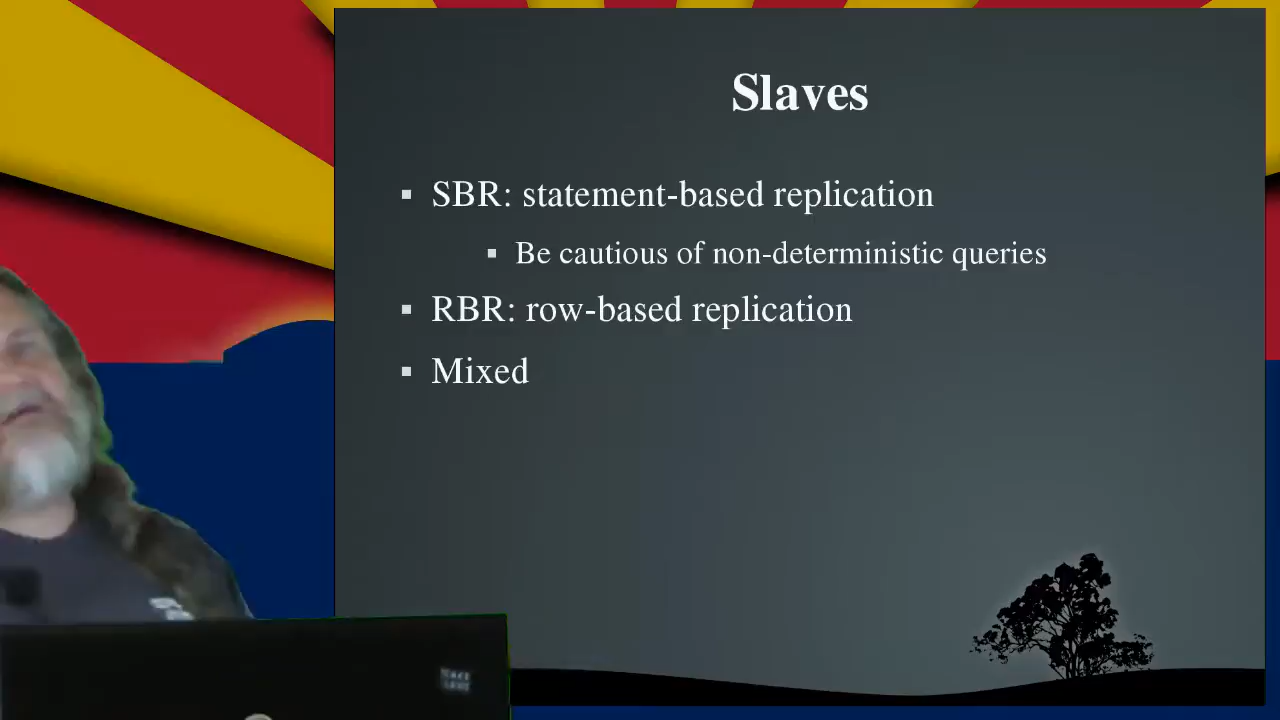 Slaves
SBR: statement-based replication
Be cautious of non-deterministic queries
RBR: row-based replication
Mixed